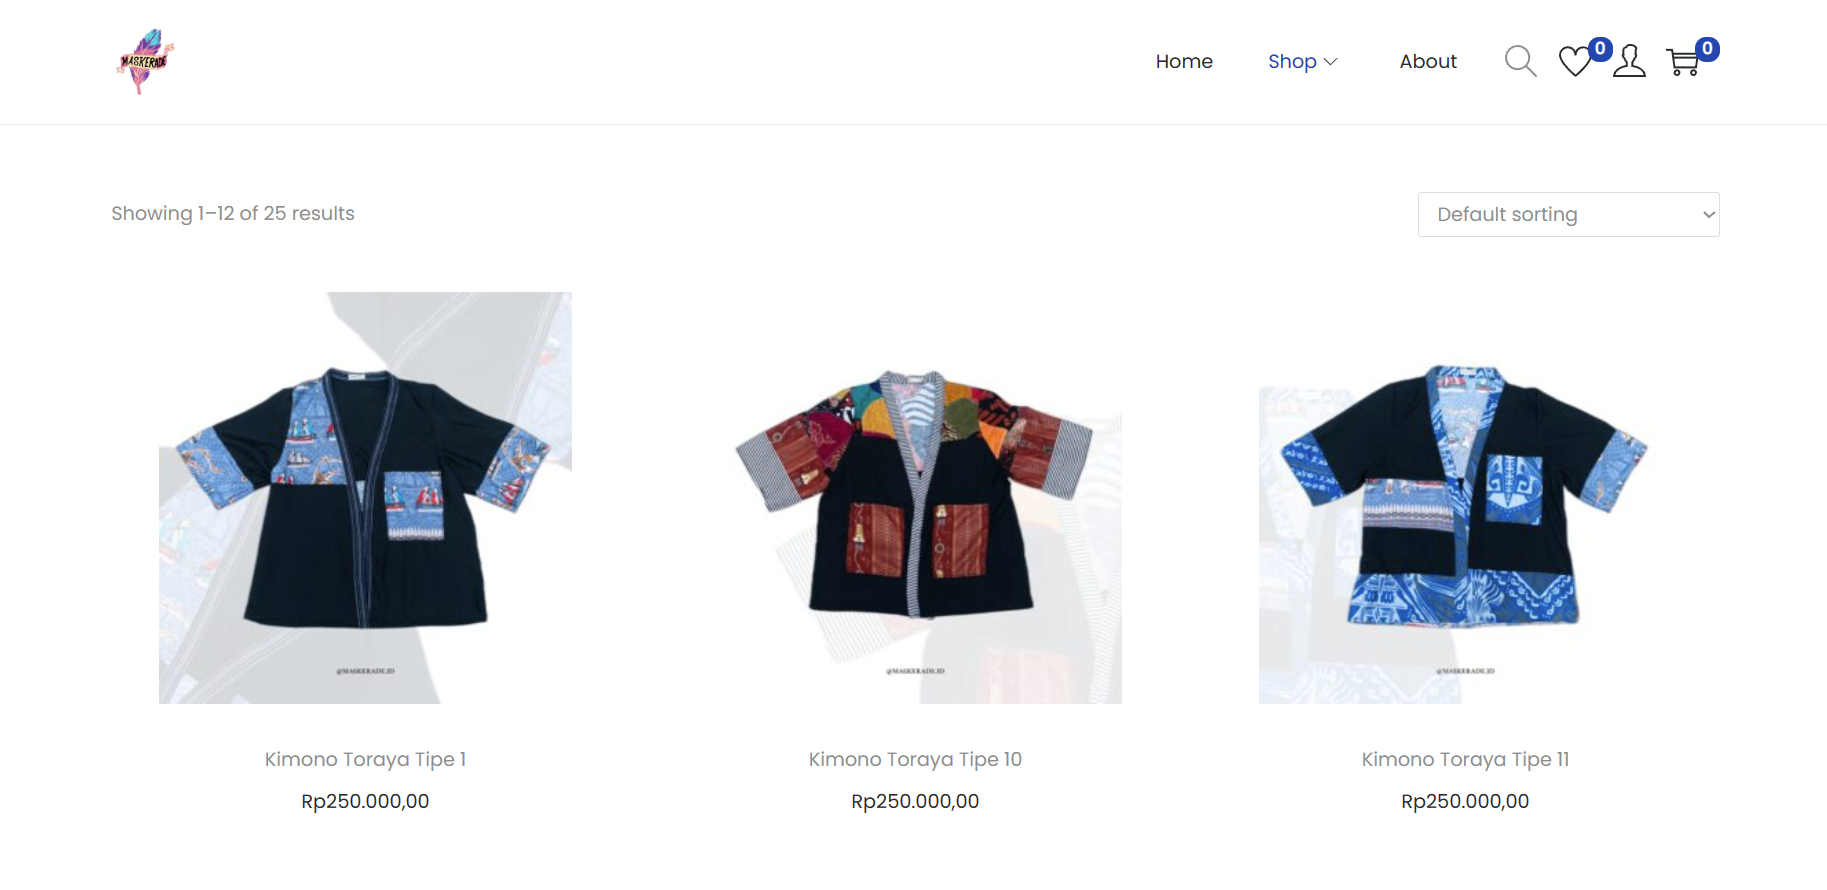 MASKERADE
Home
Shop
About
0
0
Showing 1–12 of 25 results
Default sorting
@MASKERADE.ID
@MASKERADE.ID
@MASKERADE.ID
Kimono Toraya Tipe 1
Kimono Toraya Tipe 10
Kimono Toraya Tipe 11
Rp250.000,00
Rp250.000,00
Rp250.000,00